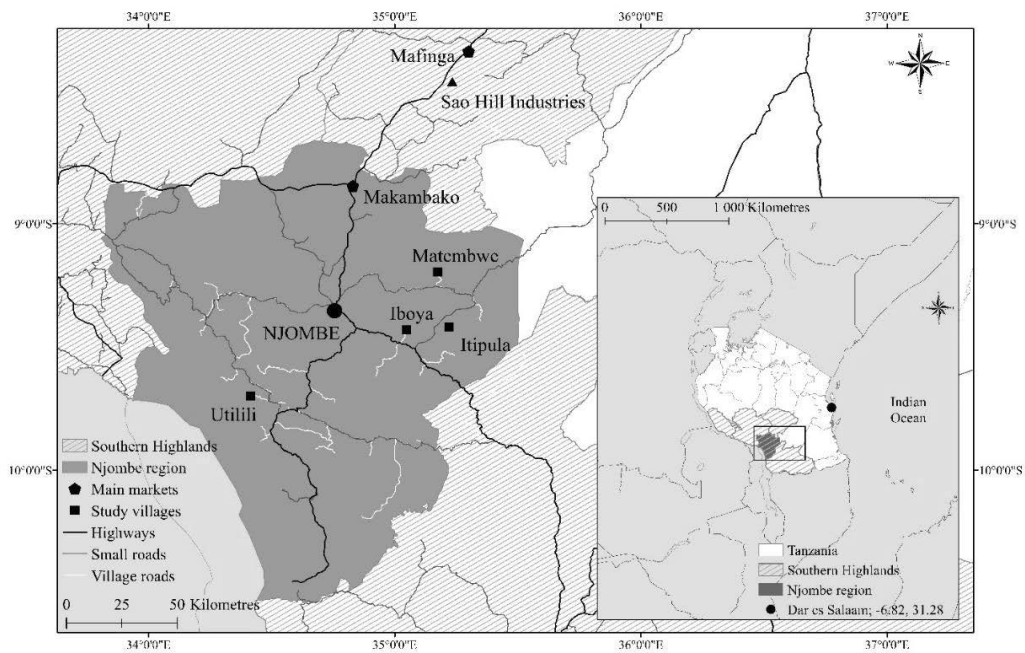 34°0'0"E 35°0'0"E 36°0'0"E 37°0'0"E
Mafinga
Sao Hill Industries
N
W E
S
Makambako
9°0'0"S
Matembwe
Iboya
NJOMBE
Itipula
Utilili
10°0'0"S
Southern Highlands
Njombe region
Main markets
Study villages
Highways
Small roads
Village roads
0 25 50 Kilometres
0 500 1 000 Kilometres
9°0'0"S
Indian
Ocean
10°0'0"S
Tanzania
Southern Highlands
Njombe region
Dar es Salaam; -6.82, 31.28
34°0'0"E 35°0'0"E 36°0'0"E 37°0'0"E